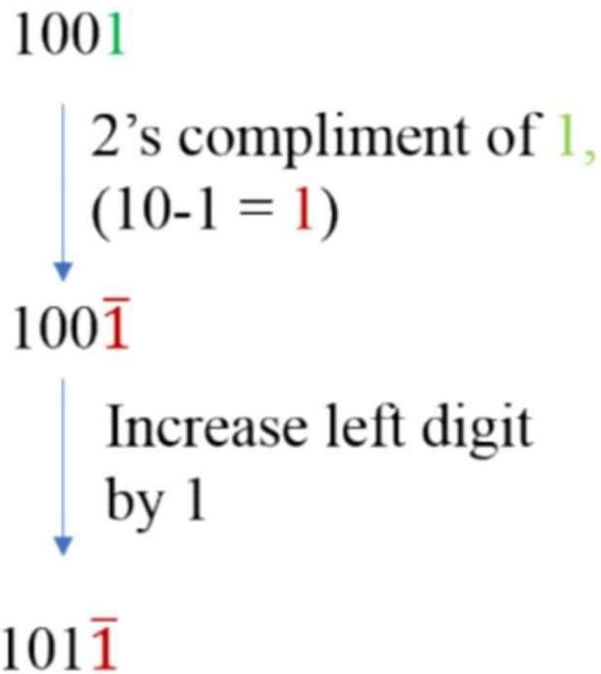 1001
2’s compliment of 1,
(10-1 = 1)
1001̅
Increase left digit
by 1
1011̅